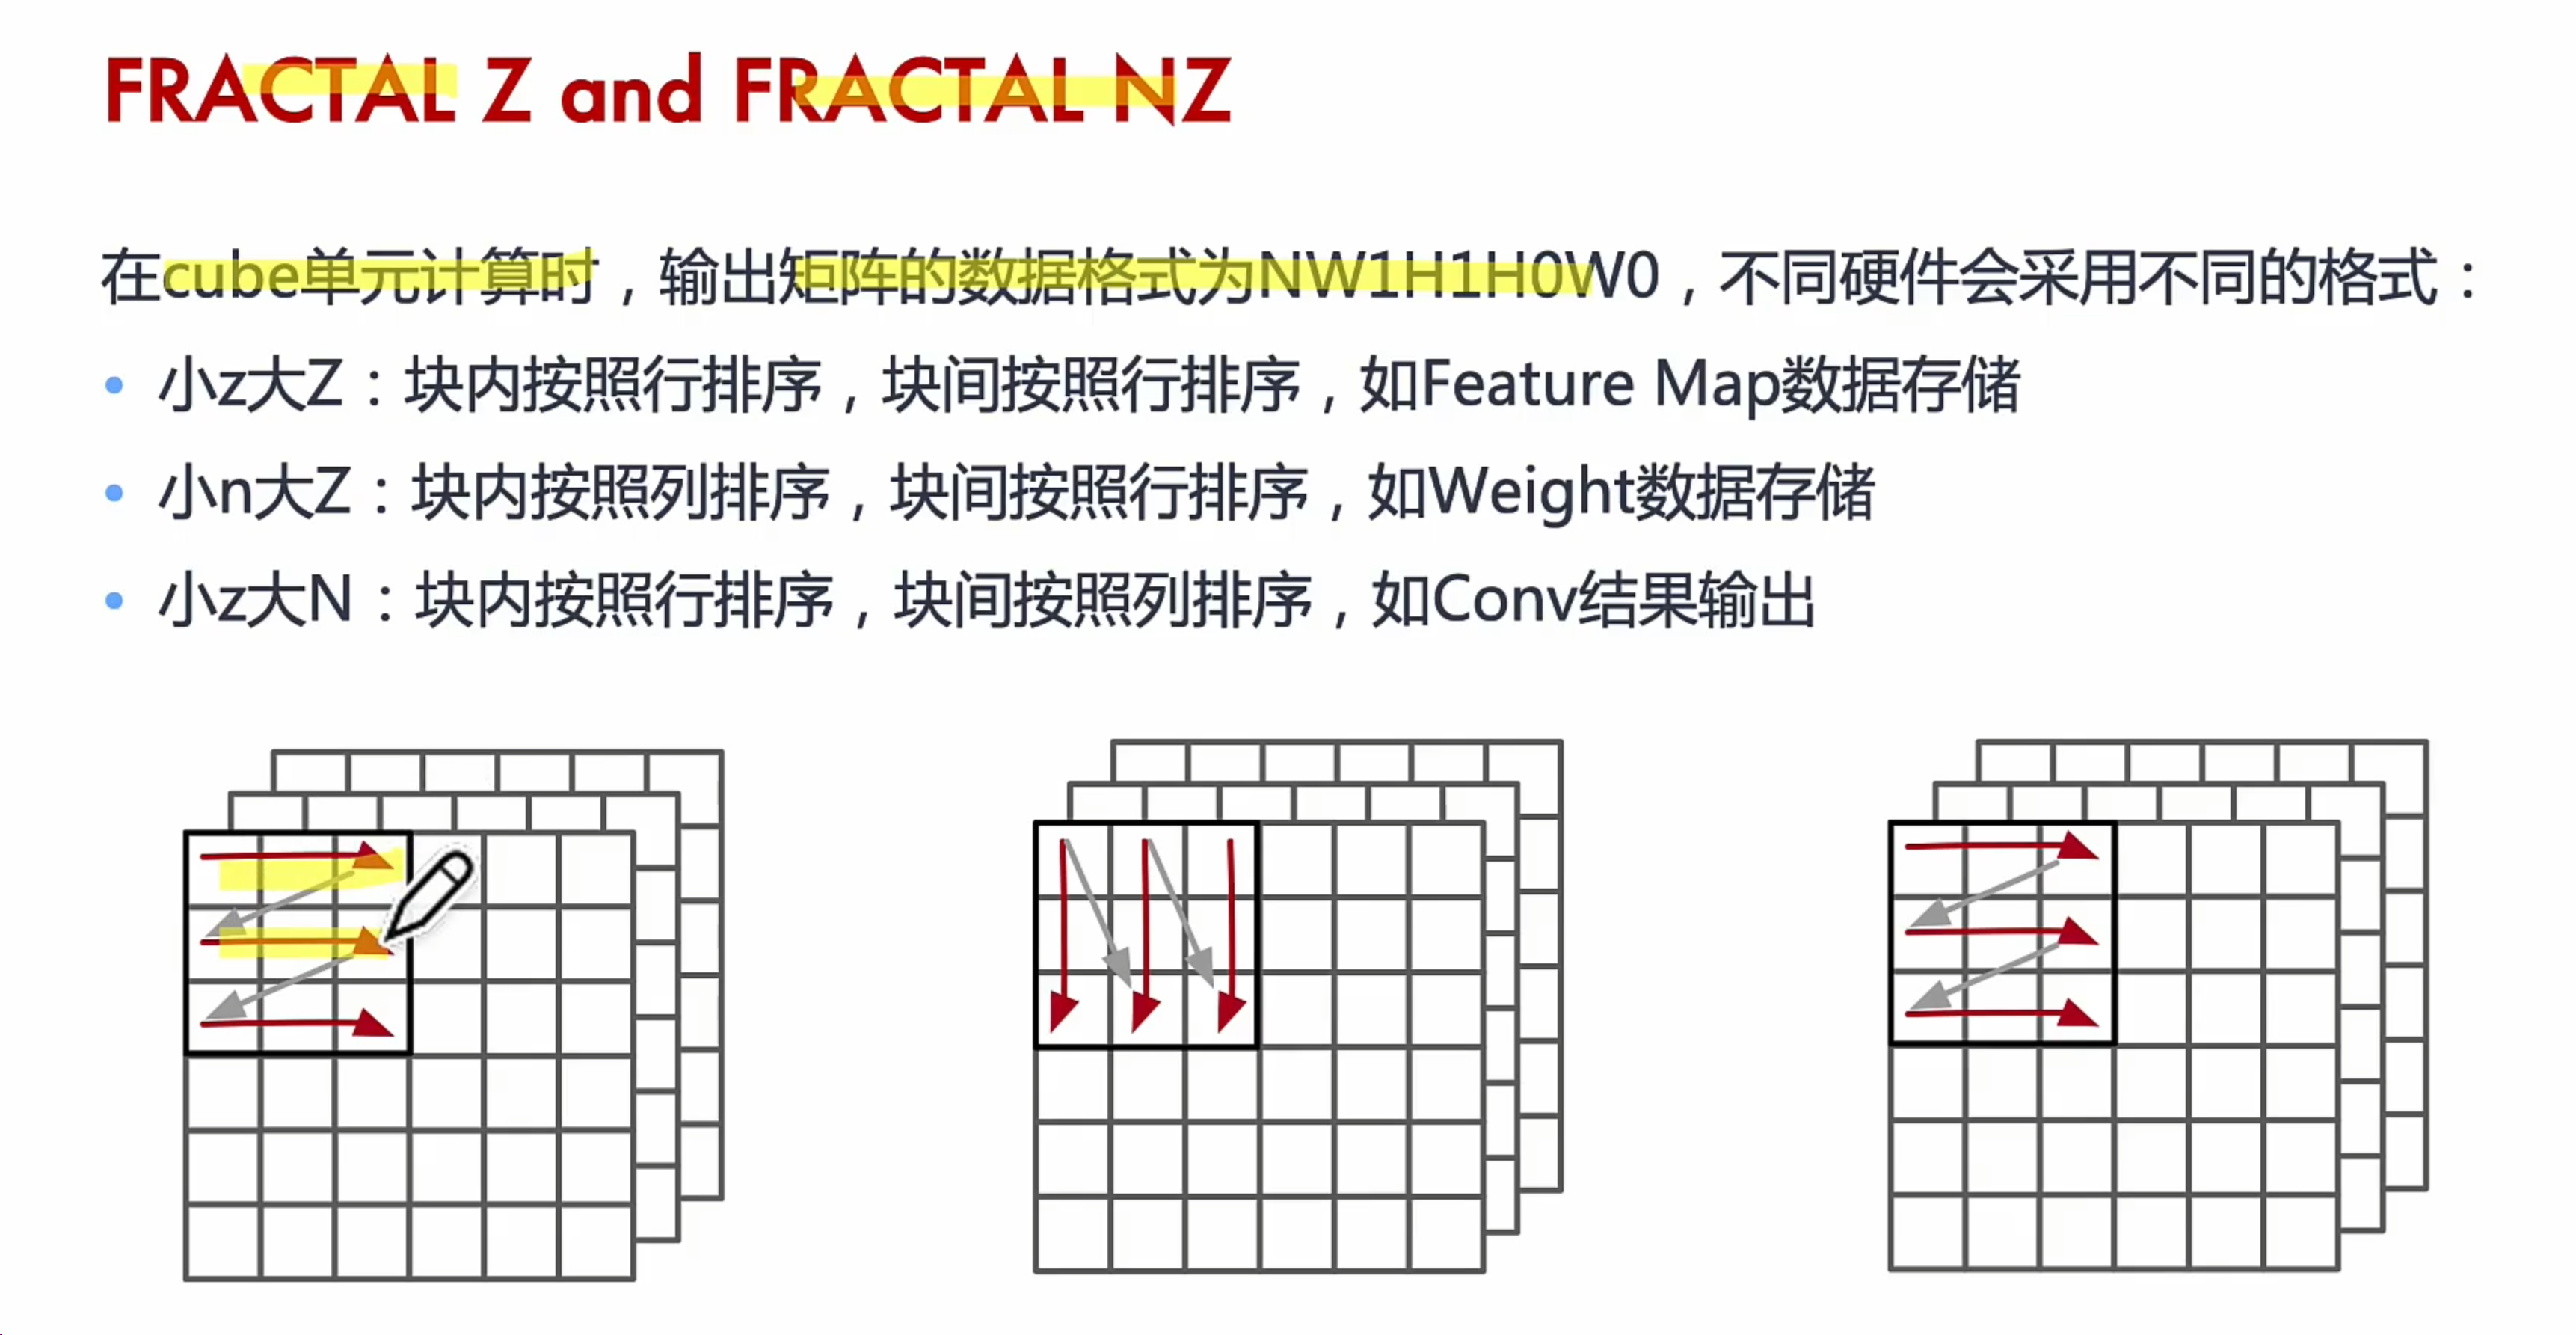 FRACTAL Z and FRACTAL NZ
在cube单元计算时，输出矩阵的数据格式为NW1H1H0W0，不同硬件会采用不同的格式：
小z大Z：块内按照行排序，块间按照行排序，如Feature Map数据存储
小n大Z：块内按照列排序，块间按照行排序，如Weight数据存储
小z大N：块内按照行排序，块间按照列排序，如Conv结果输出